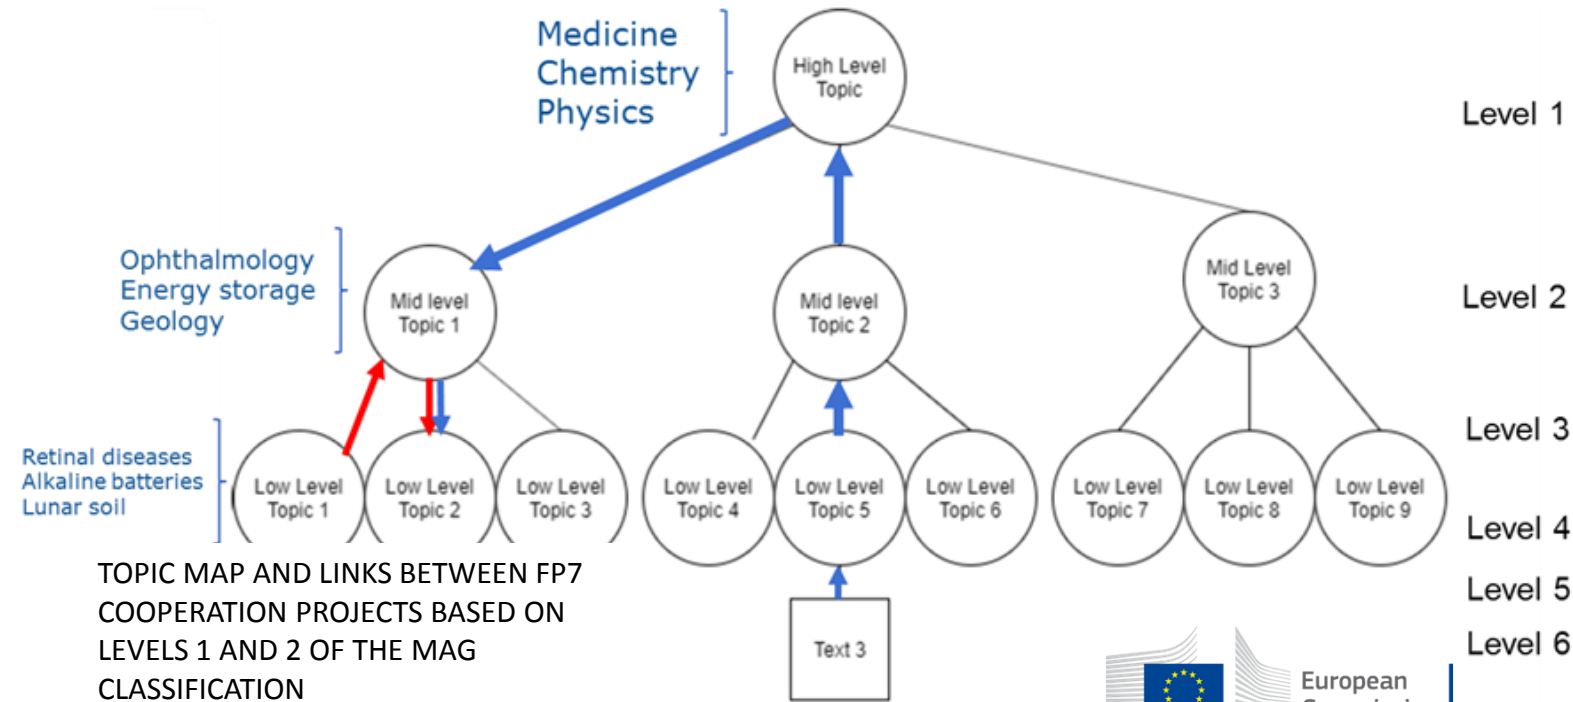 Medicine
Chemistry
Physics
High Level
Topic
Level 1
Ophthalmology
Energy storage
Geology
Mid level
Topic 1
Mid level
Topic 2
Mid Level
Topic 3
Level 2
Level 3
Retinal diseases
Alkaline batteries
Lunar soil
Low Level
Topic 1
Low Level
Topic 2
Low Level
Topic 3
Low Level
Topic 4
Low Level
Topic 5
Low Level
Topic 6
Low Level
Topic 7
Low Level
Topic 8
Low Level
Topic 9
Level 4
TOPIC MAP AND LINKS BETWEEN FP7
COOPERATION PROJECTS BASED ON
LEVELS 1 AND 2 OF THE MAG
CLASSIFICATION
Text 3
Level 5
Level 6
European